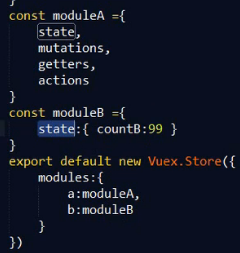 }
const moduleA ={
state,
mutations,
getters,
actions
}
const moduleB ={
state:{ countB:99 }
}
export default new Vuex.Store({
modules:{
a:moduleA,
b:moduleB
}
})